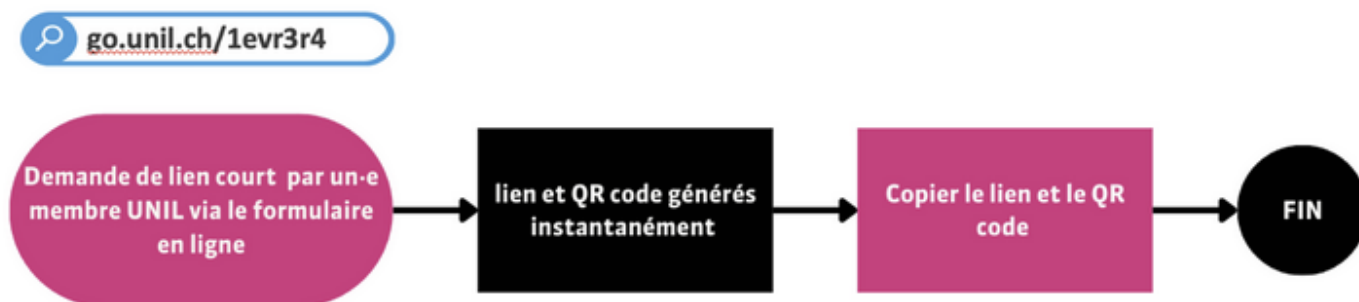 go.unil.ch/1evr3r4
Demande de lien court par un·e
membre UNIL via le formulaire
en ligne
lien et QR code générés
instantanément
Copier le lien et le QR
code
FIN